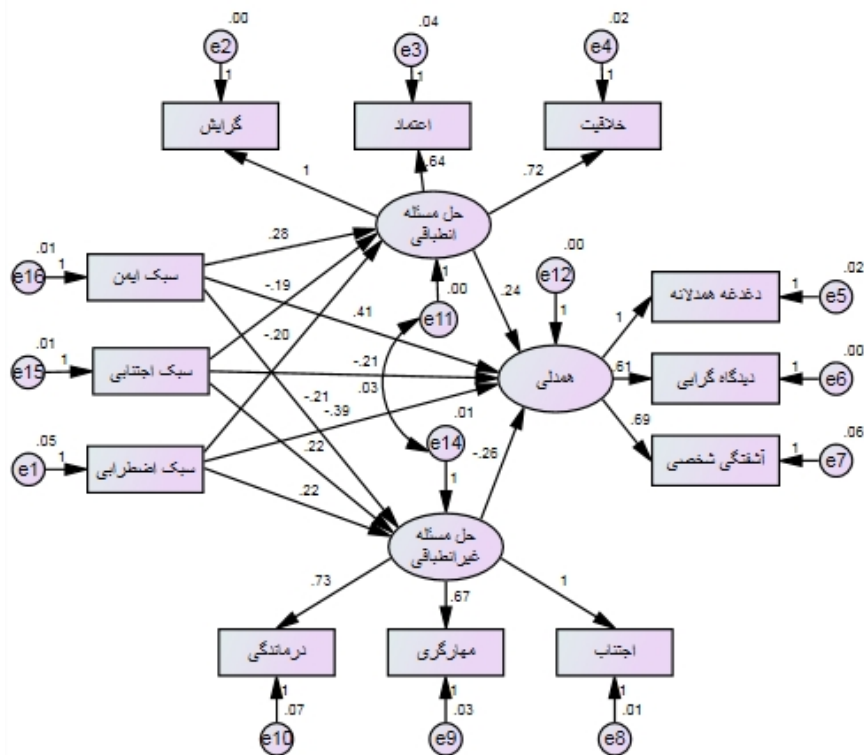 .00
.04
.02
e2
e3
e4
1
1
1
گرایش
اعتماد
خلاقیت
1
.64
.72
حل مسئله
انطباقی
.01
e16
1
سبک ایمن
.28
-.19
-.20
.41
1
.00
e11
.24
.00
e12
1
.01
e15
1
سبک اجتنابی
-.21
-.21
-.39
.03
.22
.22
همدلی
1
.61
.69
دغدغه همدلانه
1
.02
e5
دیدگاه گرایی
1
.00
e6
آشفتگی شخصی
1
.06
e7
.05
e1
1
سبک اضطرابی
.01
e14
1
-.26
حل مسئله
غیرانطباقی
.73
.67
1
درماندگی
مهارگری
اجتناب
1
1
1
.07
.03
.01
e10
e9
e8